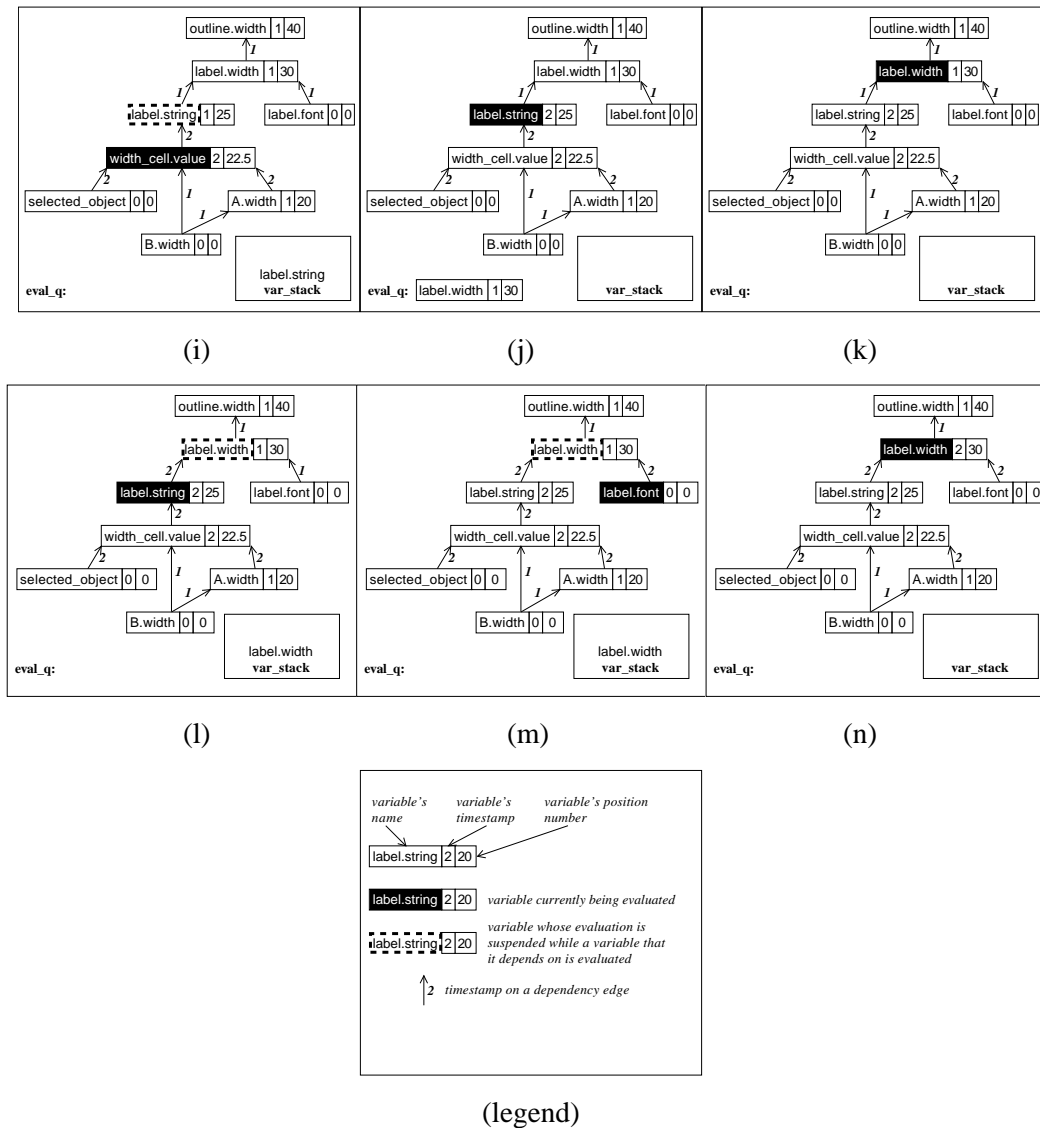 outline.width 1 40
1
label.width 1 30
1 1
label.string 1 25 label.font 0 0
2
width_cell.value 2 22.5
2 1 2
selected_object 0 0 A.width 1 20
1
B.width 0 0
label.string
eval_q: var_stack
(i)
outline.width 1 40
1
label.width 1 30
1 1
label.string 2 25 label.font 0 0
2
width_cell.value 2 22.5
2 1 2
selected_object 0 0 A.width 1 20
1
B.width 0 0
eval_q: label.width 1 30 var_stack
(j)
outline.width 1 40
1
label.width 1 30
1 1
label.string 2 25 label.font 0 0
2
width_cell.value 2 22.5
2 1 2
selected_object 0 0 A.width 1 20
1
B.width 0 0
eval_q: var_stack
(k)
outline.width 1 40
1
label.width 1 30
2 1
label.string 2 25 label.font 0 0
2
width_cell.value 2 22.5
2 1 2
selected_object 0 0 A.width 1 20
1
B.width 0 0
label.width
eval_q: var_stack
(l)
outline.width 1 40
1
label.width 1 30
2 2
label.string 2 25 label.font 0 0
2
width_cell.value 2 22.5
2 1 2
selected_object 0 0 A.width 1 20
1
B.width 0 0
label.width
eval_q: var_stack
(m)
outline.width 1 40
1
label.width 2 30
2 2
label.string 2 25 label.font 0 0
2
width_cell.value 2 22.5
2 1 2
selected_object 0 0 A.width 1 20
1
B.width 0 0
eval_q: var_stack
(n)
variable's variable's variable's position
name timestamp number
label.string 2 20
label.string 2 20 variable currently being evaluated
variable whose evaluation is
label.string 2 20 suspended while a variable that
it depends on is evaluated
2 timestamp on a dependency edge
(legend)